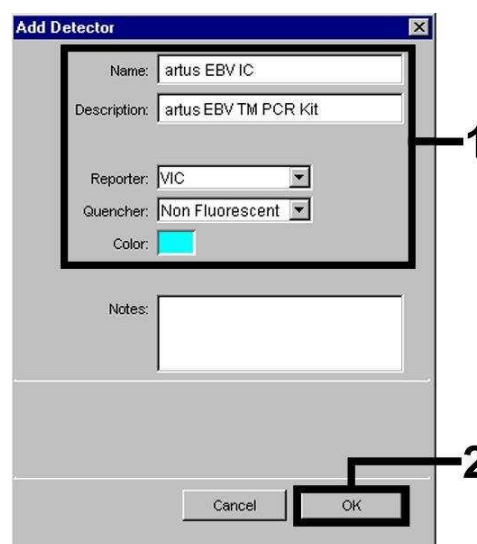 Add Detector
Name: artus EBV IC
Description: artus EBV TM PCR Kit
1
Reporter: VIC
Quencher: Non Fluorescent
Color:
Notes:
2
Cancel OK